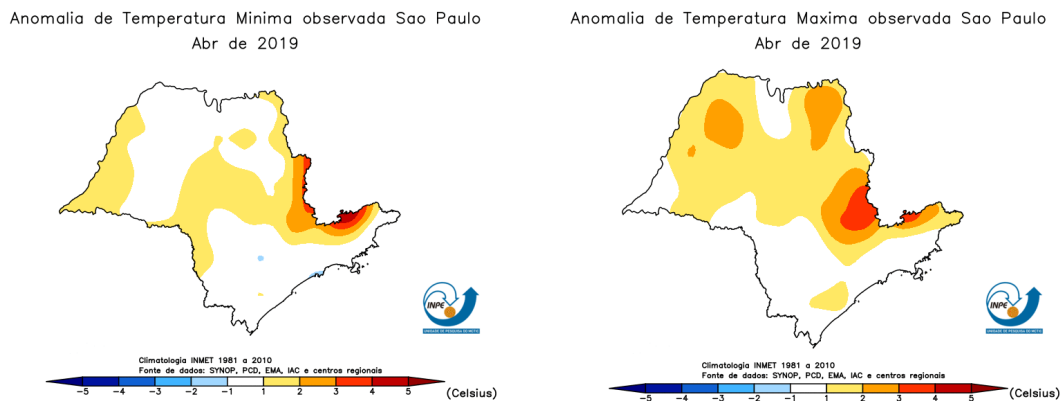 Anomalia de Temperatura Minima observada Sao Paulo
Abr de 2019
INPE
Climatologia INMET 1981 a 2010
Fonte de dados: SYNOP, PCD, EMA, IAC e centros regionais
-5 -4 -3 -2 -1 1 2 3 4 5 (Celsius)
Anomalia de Temperatura Maxima observada Sao Paulo
Abr de 2019
INPE
Climatologia INMET 1981 a 2010
Fonte de dados: SYNOP, PCD, EMA, IAC e centros regionais
-5 -4 -3 -2 -1 1 2 3 4 5 (Celsius)